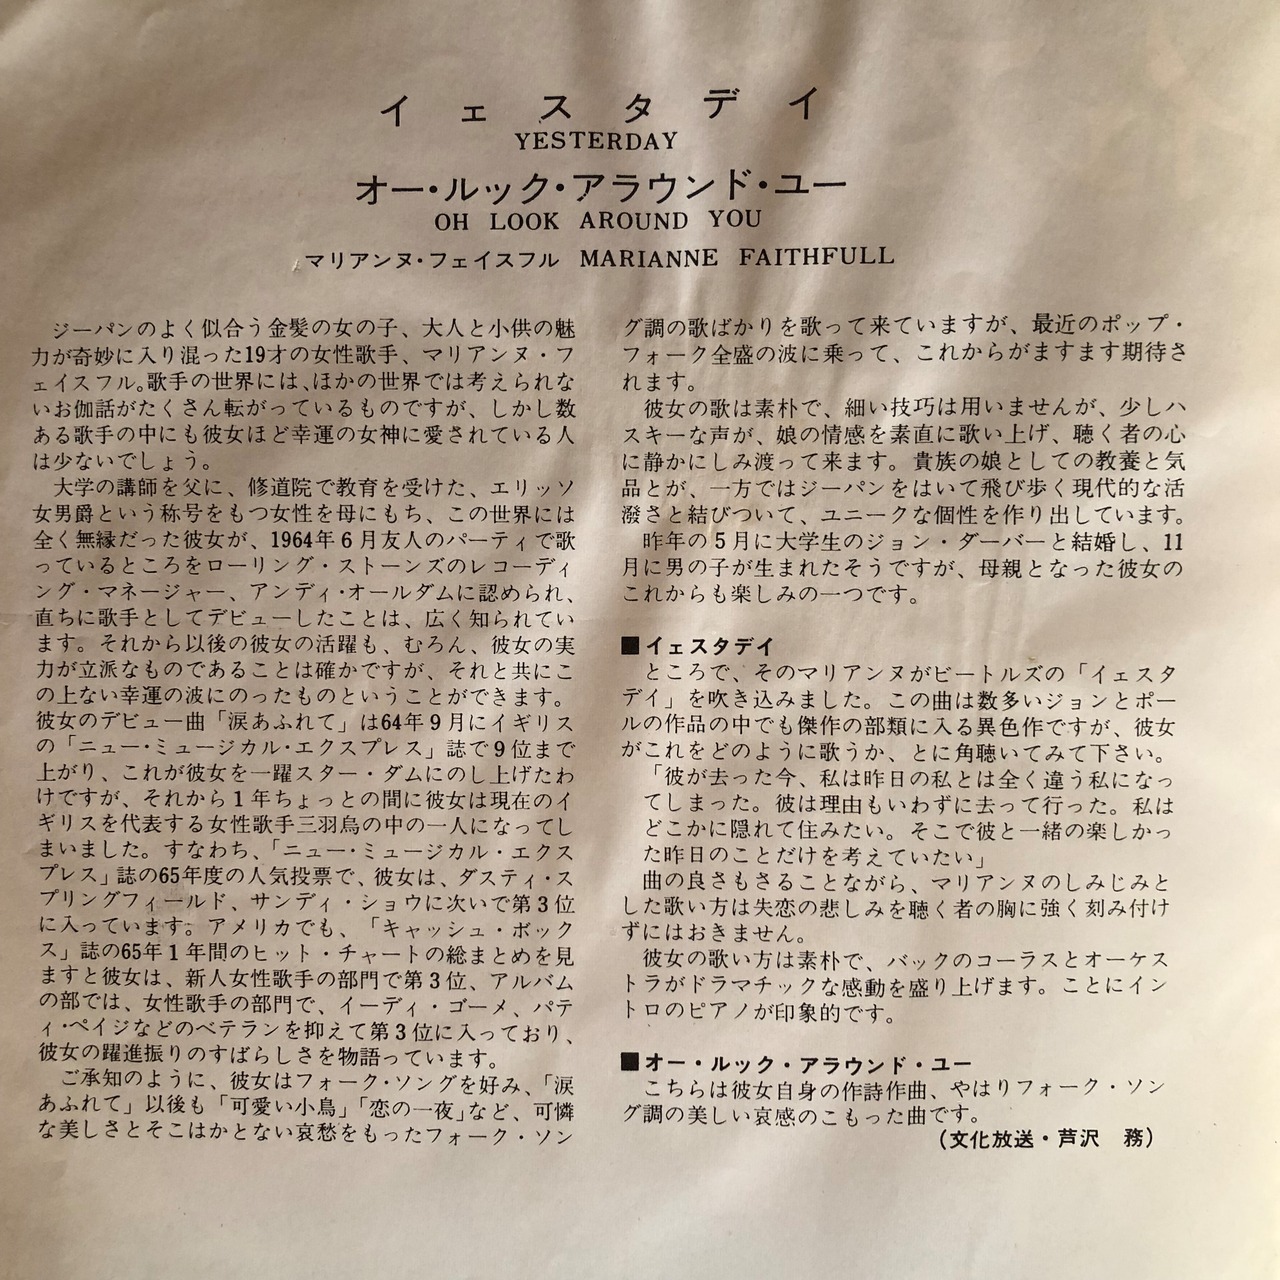 イェスタデイ
YESTERDAY
オー・ルック・アラウンド・ユー
OH LOOK AROUND YOU
マリアンヌ・フェイスフル MARIANNE FAITHFULL
ジーパンのよく似合う金髪の女の子、大人と小供の魅
力が奇妙に入り混った19才の女性歌手、マリアンヌ・フ
ェイスフル。歌手の世界には、ほかの世界では考えられな
いお伽話がたくさん転がっているものですが、しかし数
ある歌手の中にも彼女ほど幸運の女神に愛されている人
は少ないでしょう。
大学の講師を父に、修道院で教育を受けた、エリッソ
女男爵という称号をもつ女性を母にもち、この世界には
全く無縁だった彼女が、1964年6月友人のパーティで歌
っているところをローリング・ストーンズのレコーディ
ング・マネージャー、アンディ・オールダムに認められ、
直ちに歌手としてデビューしたことは、広く知られてい
ます。それから以後の彼女の活躍も、むろん、彼女の実
力が立派なものであることは確かですが、それと共にこ
の上ない幸運の波にのったものということができます。
彼女のデビュー曲「涙あふれて」は64年9月にイギリス
の「ニュー・ミュージカル・エクスプレス」誌で9位まで
上がり、これが彼女を一躍スター・ダムにのし上げたわ
けですが、それから1年ちょっとの間に彼女は現在のイ
ギリスを代表する女性歌手三羽烏の中の一人になってし
まいました。すなわち、「ニュー・ミュージカル・エクス
プレス」誌の65年度の人気投票で、彼女は、ダスティ・ス
プリングフィールド、サンディ・ショウに次いで第3位
に入っています。アメリカでも、「キャッシュ・ボック
ス」誌の65年1年間のヒット・チャートの総まとめを見
ますと彼女は、新人女性歌手の部門で第3位、アルバム
の部では、女性歌手の部門で、イーディ・ゴーメ、パテ
ィ・ペイジなどのベテランを抑えて第3位に入っており、
彼女の躍進振りのすばらしさを物語っています。
ご承知のように、彼女はフォーク・ソングを好み、「涙
あふれて」以後も「可愛い小鳥」「恋の一夜」など、可憐
な美しさとそこはかとない哀愁をもったフォーク・ソン
グ調の歌ばかりを歌って来ていますが、最近のポップ・
フォーク全盛の波に乗って、これからがますます期待さ
れます。
彼女の歌は素朴で、細い技巧は用いませんが、少しハ
スキーな声が、娘の情感を素直に歌い上げ、聴く者の心
に静かにしみ渡って来ます。貴族の娘としての教養と気
品とが、一方ではジーパンをはいて飛び歩く現代的な活
潑さと結びついて、ユニークな個性を作り出しています。
昨年の5月に大学生のジョン・ダーバーと結婚し、11
月に男の子が生まれたそうですが、母親となった彼女の
これからも楽しみの一つです。
■イェスタデイ
ところで、そのマリアンヌがビートルズの「イェスタ
デイ」を吹き込みました。この曲は数多いジョンとポー
ルの作品の中でも傑作の部類に入る異色作ですが、彼女
がこれをどのように歌うか、とに角聴いてみて下さい。
「彼が去った今、私は昨日の私とは全く違う私になっ
てしまった。彼は理由もいわずに去って行った。私は
どこかに隠れて住みたい。そこで彼と一緒の楽しかっ
た昨日のことだけを考えていたい」
曲の良さもさることながら、マリアンヌのしみじみと
した歌い方は失恋の悲しみを聴く者の胸に強く刻み付け
ずにはおきません。
彼女の歌い方は素朴で、バックのコーラスとオーケス
トラがドラマチックな感動を盛り上げます。ことにイン
トロのピアノが印象的です。
■オー・ルック・アラウンド・ユー
こちらは彼女自身の作詩作曲、やはりフォーク・ソン
グ調の美しい哀感のこもった曲です。
(文化放送・芦沢 務)